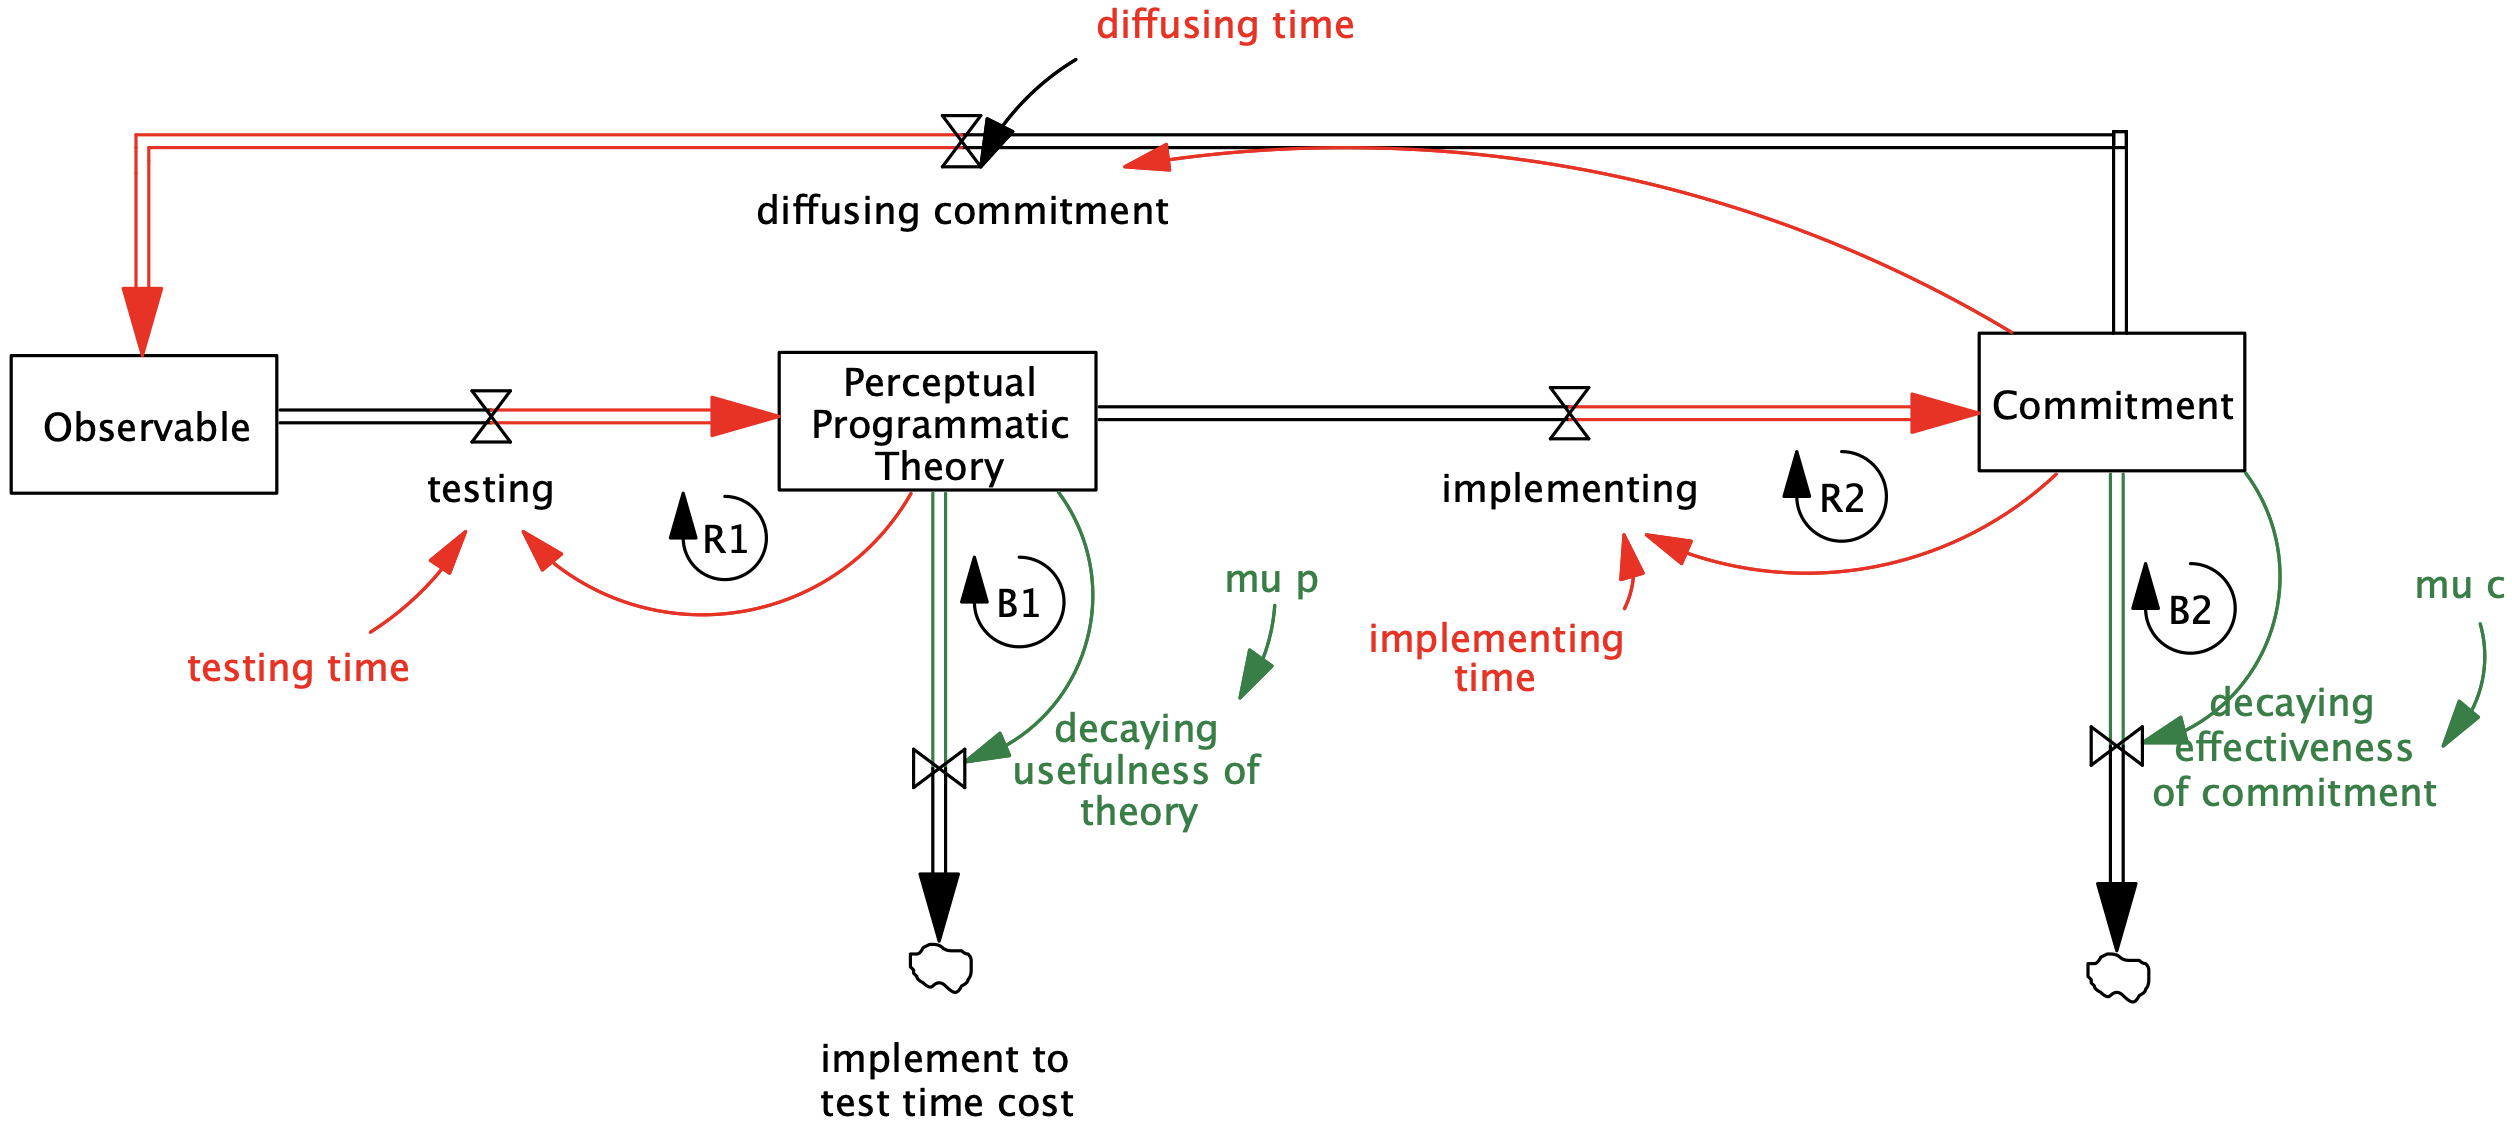 diffusing time
diffusing commitment
Observable
Perceptual
Programmatic
Theory
Commitment
testing
implementing
R1
R2
B1
B2
mu p
mu c
testing time
implementing
time
decaying
usefulness of
theory
decaying
effectiveness
of commitment
implement to
test time cost